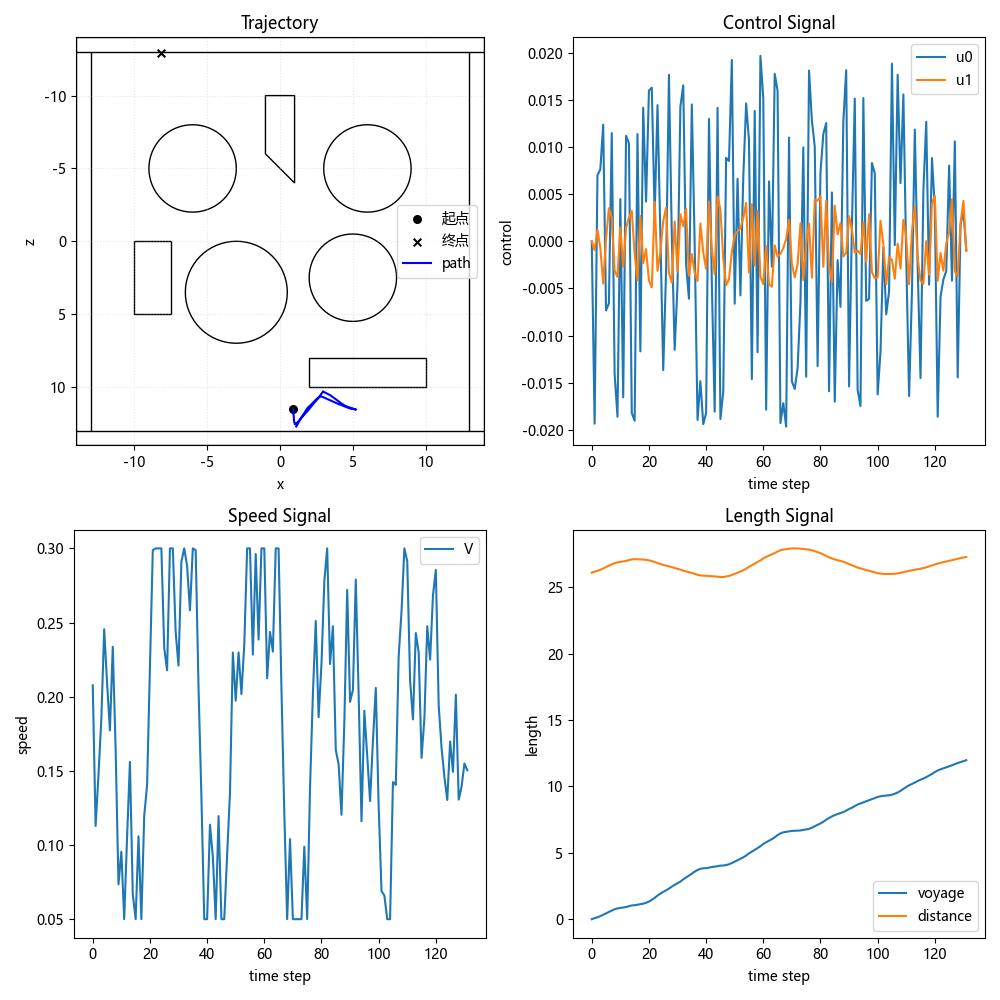 Trajectory
-10
-5
0
5
10
z
-10
-5
0
5
10
x
起点
终点
path
Control Signal
0.020
0.015
0.010
0.005
0.000
-0.005
-0.010
-0.015
-0.020
control
0
20
40
60
80
100
120
time step
u0
u1
Speed Signal
0.30
0.25
0.20
0.15
0.10
0.05
speed
0
20
40
60
80
100
120
time step
V
Length Signal
25
20
15
10
5
0
length
0
20
40
60
80
100
120
time step
voyage
distance